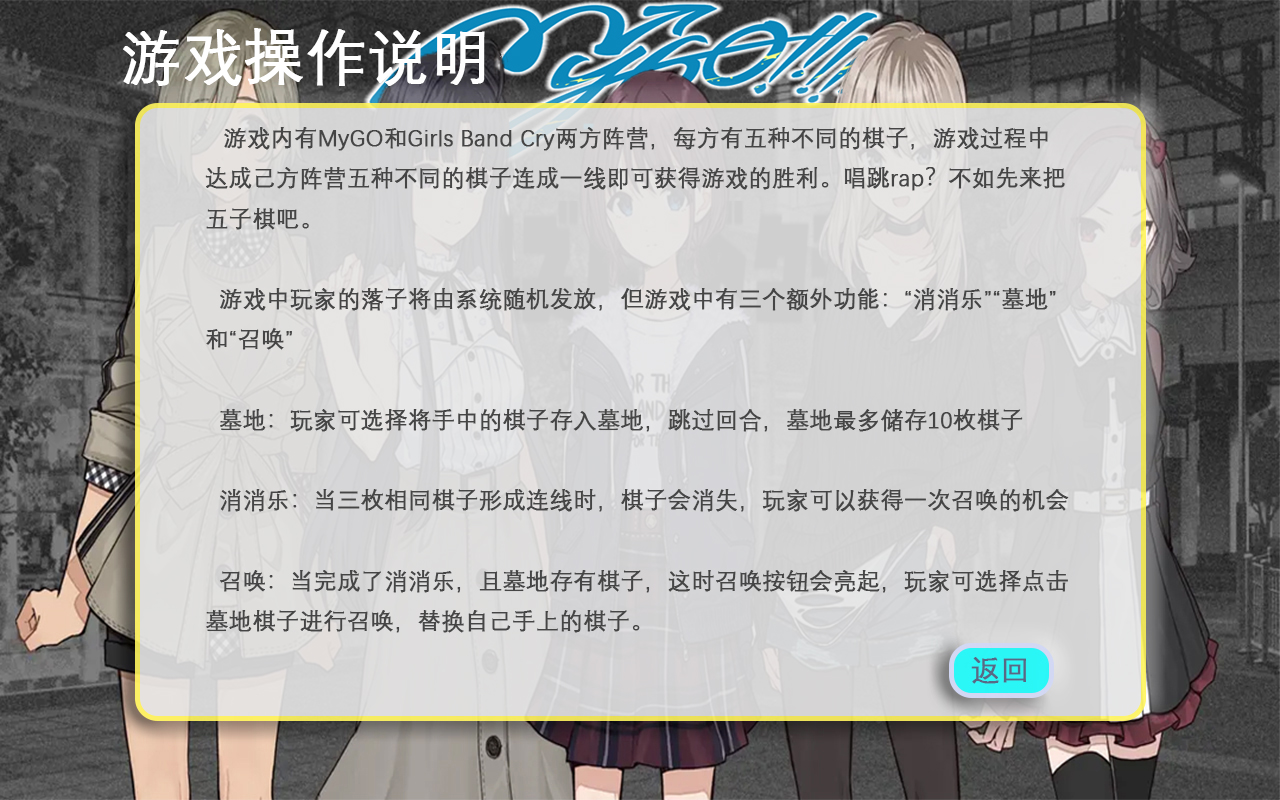 MyGO!!!!!
游戏操作说明
游戏内有MyGO和Girls Band Cry两方阵营，每方有五种不同的棋子，游戏过程中
达成己方阵营五种不同的棋子连成一线即可获得游戏的胜利。唱跳rap？不如先来把
五子棋吧。
游戏中玩家的落子将由系统随机发放，但游戏中有三个额外功能：“消消乐”“墓地”
和“召唤”
墓地：玩家可选择将手中的棋子存入墓地，跳过回合，墓地最多储存10枚棋子
消消乐：当三枚相同棋子形成连线时，棋子会消失，玩家可以获得一次召唤的机会
召唤：当完成了消消乐，且墓地存有棋子，这时召唤按钮会亮起，玩家可选择点击
墓地棋子进行召唤，替换自己手上的棋子。
返回